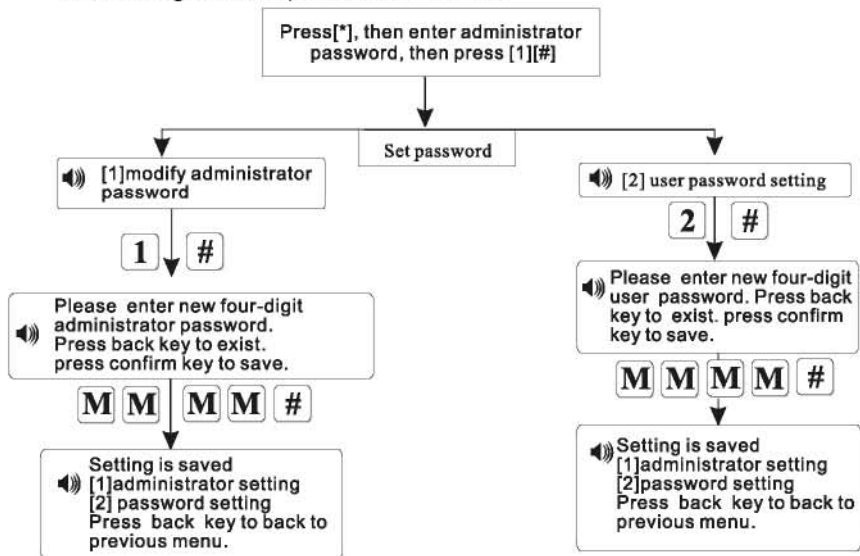 Press[*], then enter administrator
password, then press [1][#]
Set password
[1]modify administrator
password
1 #
Please enter new four-digit
administrator password.
Press back key to exist.
press confirm key to save.
M M M M #
Setting is saved
[1]administrator setting
[2] password setting
Press back key to back to
previous menu.
[2] user password setting
2 #
Please enter new four-digit
user password. Press back
key to exist. press confirm
key to save.
M M M M #
Setting is saved
[1]administrator setting
[2]password setting
Press back key to back to
previous menu.